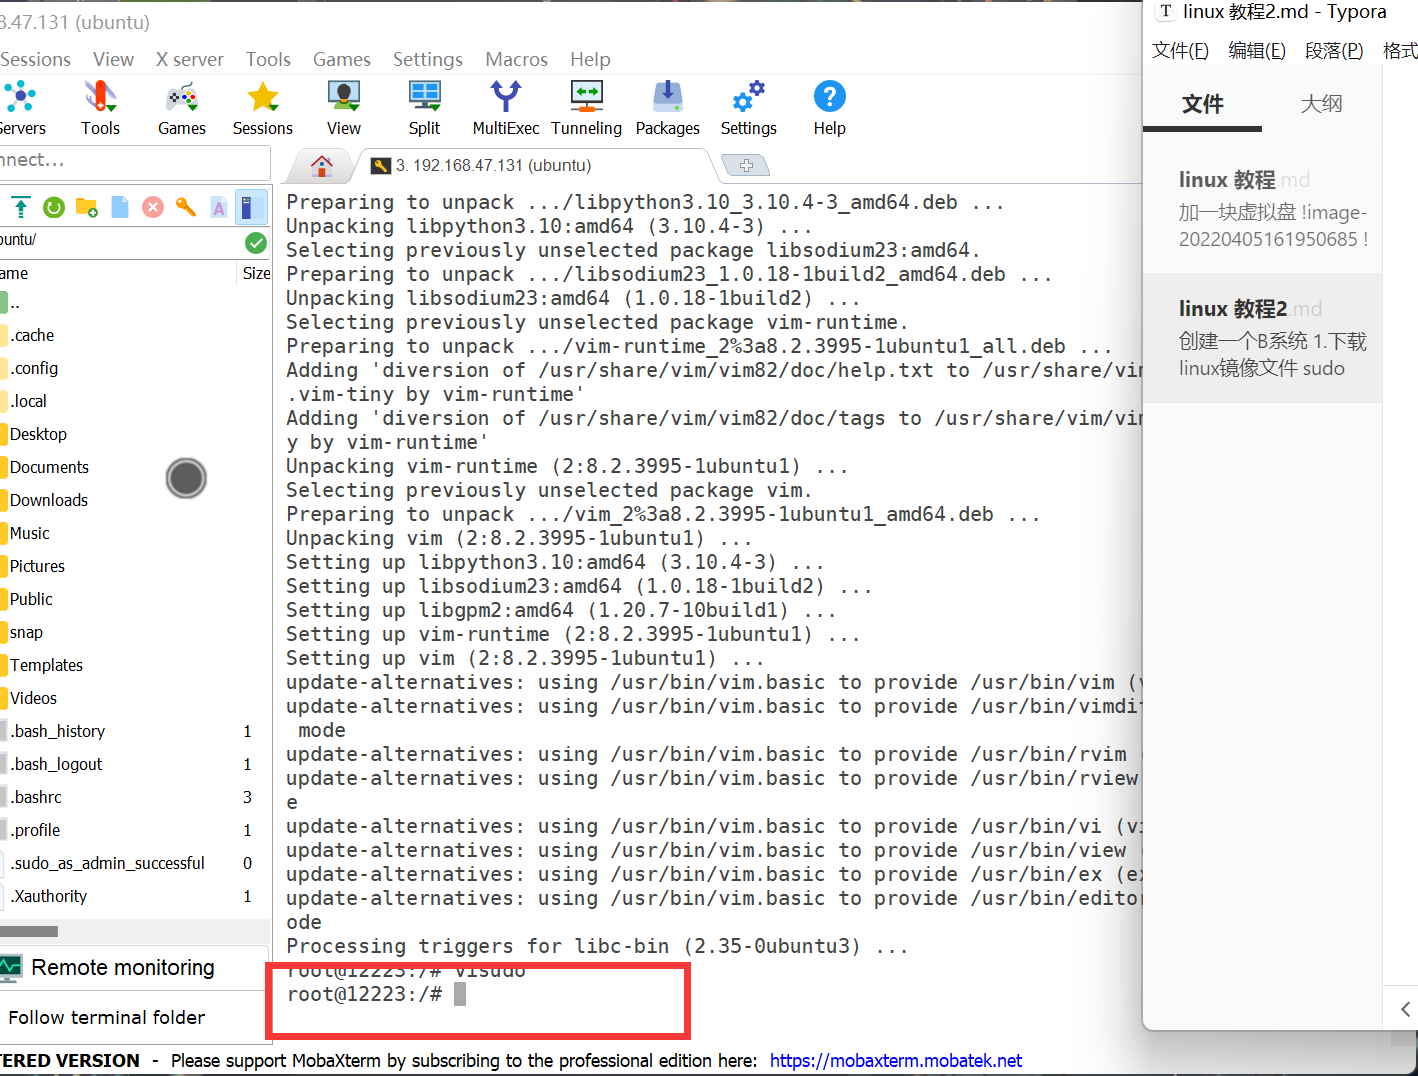 8.47.131 (ubuntu)
Sessions View X server Tools Games Settings Macros Help
Servers Tools Games Sessions View Split MultiExec Tunneling Packages Settings Help
nnect...
3. 192.168.47.131 (ubuntu)
buntu/
ame Size
..
.cache
.config
.local
Desktop
Documents
Downloads
Music
Pictures
Public
snap
Templates
Videos
.bash_history 1
.bash_logout 1
.bashrc 3
.profile 1
.sudo_as_admin_successful 0
.Xauthority 1
Remote monitoring
Follow terminal folder
Preparing to unpack .../libpython3.10_3.10.4-3_amd64.deb ...
Unpacking libpython3.10:amd64 (3.10.4-3) ...
Selecting previously unselected package libsodium23:amd64.
Preparing to unpack .../libsodium23_1.0.18-1build2_amd64.deb ...
Unpacking libsodium23:amd64 (1.0.18-1build2) ...
Selecting previously unselected package vim-runtime.
Preparing to unpack .../vim-runtime_2%3a8.2.3995-1ubuntu1_all.deb ...
Adding 'diversion of /usr/share/vim/vim82/doc/help.txt to /usr/share/vim
.vim-tiny by vim-runtime'
Adding 'diversion of /usr/share/vim/vim82/doc/tags to /usr/share/vim/vim
y by vim-runtime'
Unpacking vim-runtime (2:8.2.3995-1ubuntu1) ...
Selecting previously unselected package vim.
Preparing to unpack .../vim_2%3a8.2.3995-1ubuntu1_amd64.deb ...
Unpacking vim (2:8.2.3995-1ubuntu1) ...
Setting up libpython3.10:amd64 (3.10.4-3) ...
Setting up libsodium23:amd64 (1.0.18-1build2) ...
Setting up libgpm2:amd64 (1.20.7-10build1) ...
Setting up vim-runtime (2:8.2.3995-1ubuntu1) ...
Setting up vim (2:8.2.3995-1ubuntu1) ...
update-alternatives: using /usr/bin/vim.basic to provide /usr/bin/vim (v
update-alternatives: using /usr/bin/vim.basic to provide /usr/bin/vimdif
mode
update-alternatives: using /usr/bin/vim.basic to provide /usr/bin/rvim (
update-alternatives: using /usr/bin/vim.basic to provide /usr/bin/rview
e
update-alternatives: using /usr/bin/vim.basic to provide /usr/bin/vi (vi
update-alternatives: using /usr/bin/vim.basic to provide /usr/bin/view (
update-alternatives: using /usr/bin/vim.basic to provide /usr/bin/ex (ex
update-alternatives: using /usr/bin/vim.basic to provide /usr/bin/editor
ode
Processing triggers for libc-bin (2.35-0ubuntu3) ...
root@12223:/# visudo
root@12223:/#
TERED VERSION - Please support MobaXterm by subscribing to the professional edition here: https://mobaxterm.mobatek.net
T linux 教程2.md - Typora
文件(F) 编辑(E) 段落(P) 格式
文件 大纲
linux 教程.md
加一块虚拟盘 !image-
20220405161950685 !
linux 教程2.md
创建一个B系统 1.下载
linux镜像文件 sudo